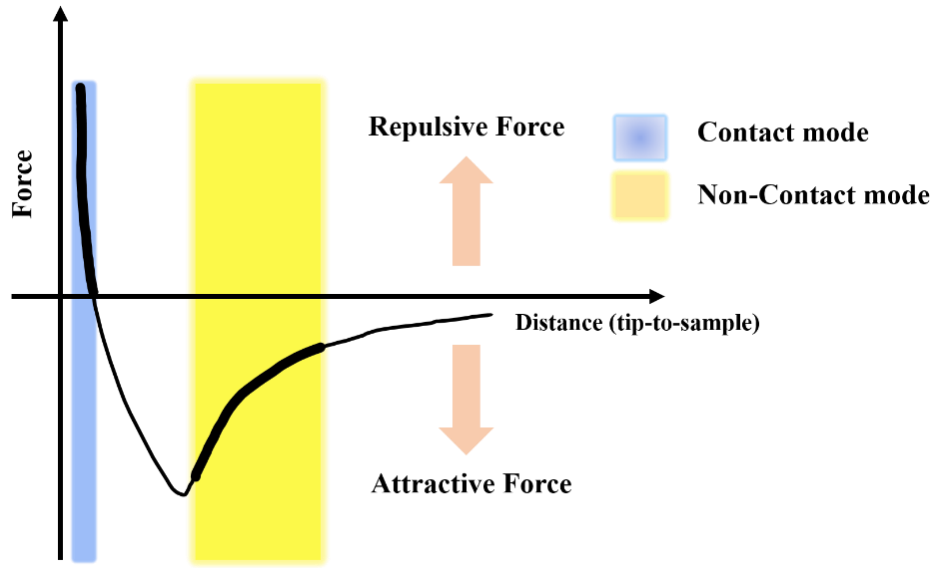 Force
Repulsive Force
Contact mode
Non-Contact mode
Distance (tip-to-sample)
Attractive Force